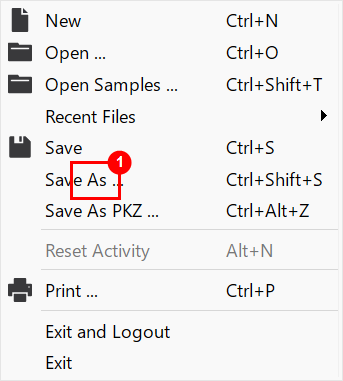 New Ctrl+N
Open ... Ctrl+O
Open Samples ... Ctrl+Shift+T
Recent Files
Save Ctrl+S
1
Save As ... Ctrl+Shift+S
Save As PKZ ... Ctrl+Alt+Z
Reset Activity Alt+N
Print ... Ctrl+P
Exit and Logout
Exit